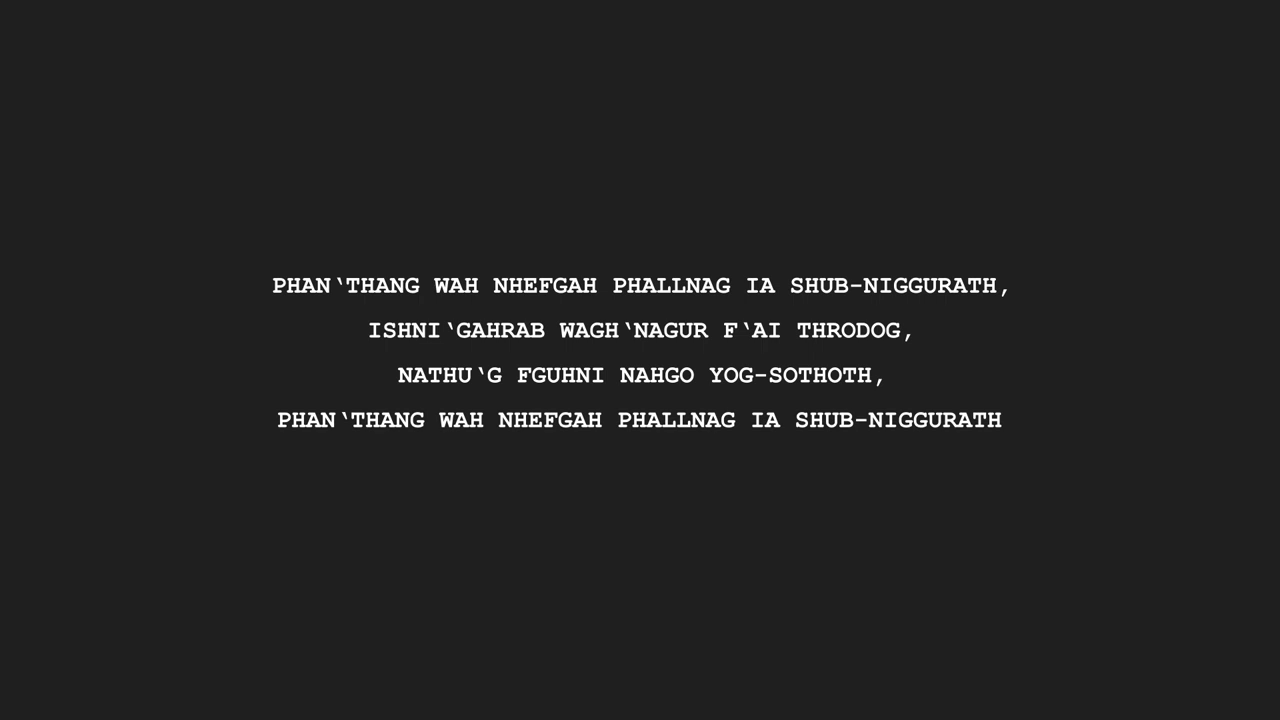 PHAN‘THANG WAH NHEFGAH PHALLNAG IA SHUB-NIGGURATH,
ISHNI‘GAHRAB WAGH‘NAGUR F‘AI THRODOG,
NATHU‘G FGUHNI NAHGO YOG-SOTHOTH,
PHAN‘THANG WAH NHEFGAH PHALLNAG IA SHUB-NIGGURATH